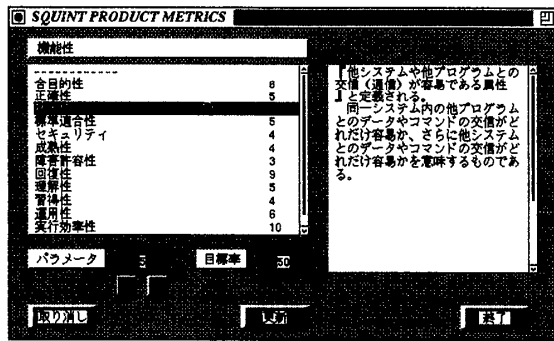 SQUINT PRODUCT METRICS
機能性
--------------
合目的性 6
正確性 5
標準適合性 5
セキュリティ 4
成熟性 4
障害許容性 3
回復性 9
理解性 5
習得性 4
運用性 6
実行効率性 10
『他システムや他プログラムとの
交信（通信）が容易である属性
』と定義される。
同一システム内の他プログラム
とのデータやコマンドの交信がど
れだけ容易か、さらに他システム
とのデータやコマンドの交信がど
れだけ容易かを意味するものであ
る。
パラメータ 5 目標率 50
取り消し 更新 終了